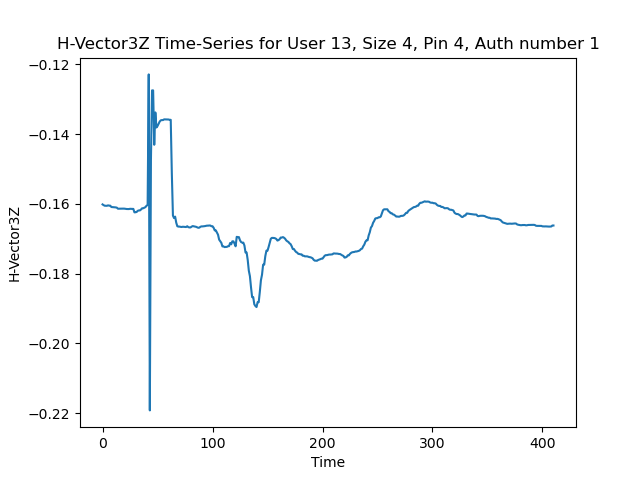 H-Vector3Z Time-Series for User 13, Size 4, Pin 4, Auth number 1
−0.12
−0.14
−0.16
−0.18
−0.20
−0.22
H-Vector3Z
0 100 200 300 400
Time